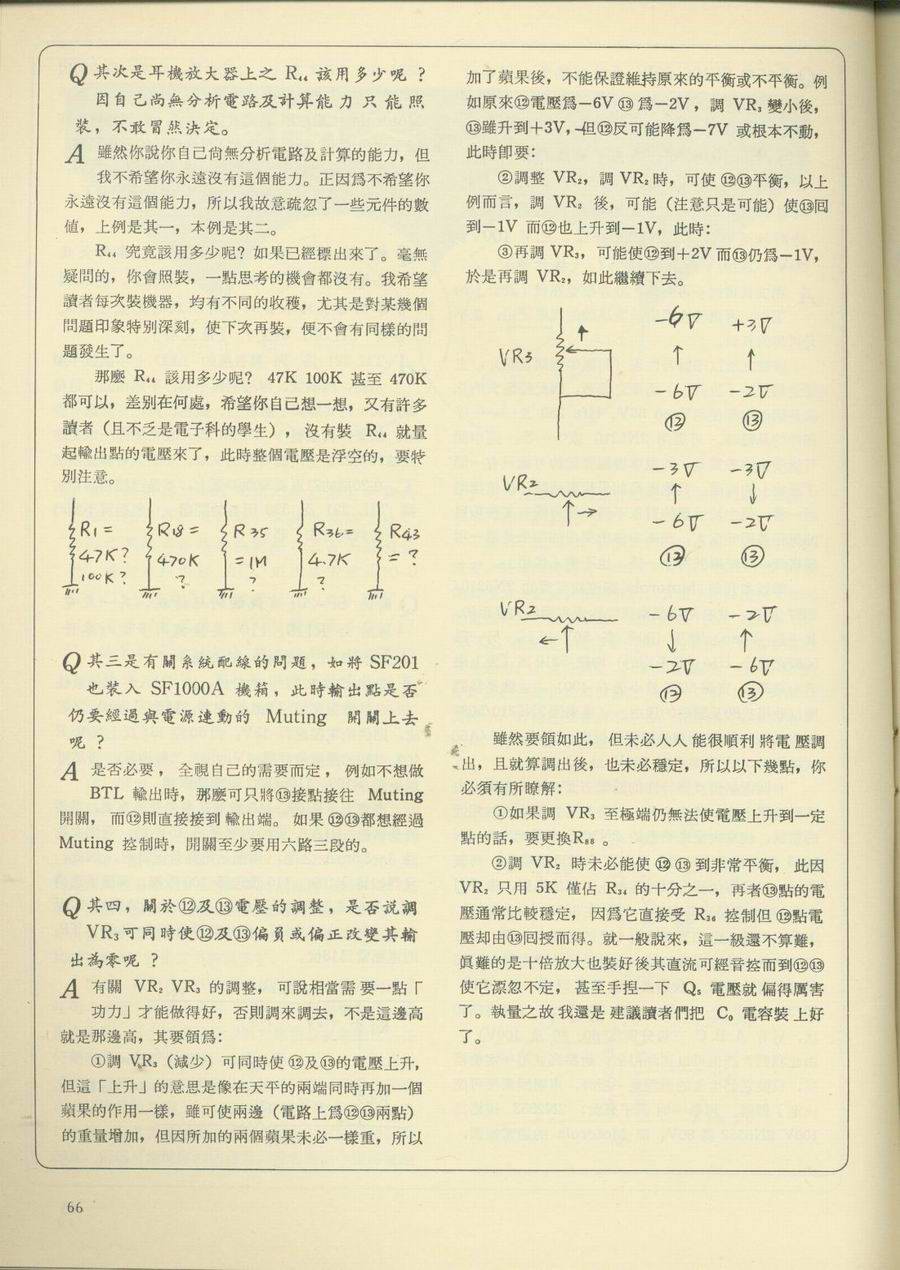 Q 其次是耳機放大器上之 R₄₄ 該用多少呢？
因自己尚無分析電路及計算能力只能照
裝，不敢冒然決定。
A 雖然你說你自己尙無分析電路及計算的能力，但
我不希望你永遠沒有這個能力。正因爲不希望你
永遠沒有這個能力，所以我故意疏忽了一些元件的數
値，上例是其一，本例是其二。
R₄₄ 究竟該用多少呢？如果已經標出來了。毫無
疑問的，你會照裝，一點思考的機會都沒有。我希望
讀者每次裝機器，均有不同的收穫，尤其是對某幾個
問題印象特別深刻，使下次再裝，便不會有同樣的問
題發生了。
那麽 R₄₄ 該用多少呢？ 47K 100K 甚至 470K
都可以，差別在何處，希望你自己想一想，又有許多
讀者（且不乏是電子科的學生），沒有裝 R₄₄ 就量
起輸出點的電壓來了，此時整個電壓是浮空的，要特
別注意。
R1= R18= R35 R36= R43
47K? 470K =1M 4.7K =?
100K? ? ? ?
Q 其三是有關系統配線的問題，如將 SF201
也裝入 SF1000A 機箱，此時輸出點是否
仍要經過與電源連動的 Muting 開關上去
呢？
A 是否必要，全視自己的需要而定，例如不想做
BTL 輸出時，那麽可只將⑬接點接往 Muting
開關，而⑫則直接接到輸出端。如果⑫⑬都想經過
Muting 控制時，開關至少要用六路三段的。
Q 其四，關於⑫及⑬電壓的調整，是否說調
VR₃可同時使⑫及⑬偏負或偏正改變其輸
出為零呢？
A 有關 VR₂ VR₃ 的調整，可說相當需要一點「
功力」才能做得好，否則調來調去，不是這邊高
就是那邊高，其要領爲：
①調 VR₃（減少）可同時使⑫及⑬的電壓上升，
但這「上升」的意思是像在天平的兩端同時再加一個
蘋果的作用一樣，雖可使兩邊（電路上爲⑫⑬兩點）
的重量增加，但因所加的兩個蘋果未必一樣重，所以
加了蘋果後，不能保證維持原來的平衡或不平衡。例
如原來⑫電壓爲－6V ⑬爲－2V，調 VR₃ 變小後，
⑬雖升到＋3V，但⑫反可能降爲－7V 或根本不動，
此時卽要：
②調整 VR₂，調 VR₂ 時，可使⑫⑬平衡，以上
例而言，調 VR₂ 後，可能（注意只是可能）使⑬囘
到－1V 而⑫也上升到－1V，此時：
③再調 VR₃，可能使⑫到＋2V 而⑬仍爲－1V，
於是再調 VR₂，如此繼續下去。
-6V +3V
VR3 ↑ ↑
-6V -2V
⑫ ⑬
-3V -3V
VR2 ↑ ↓
-6V -2V
⑫ ⑬
VR2 -6V -2V
↓ ↑
-2V -6V
⑫ ⑬
雖然要領如此，但未必人人能很順利將電壓調
出，且就算調出後，也未必穩定，所以以下幾點，你
必須有所瞭解：
①如果調 VR₃ 至極端仍無法使電壓上升到一定
點的話，要更換R₈₈。
②調 VR₂ 時未必能使⑫⑬到非常平衡，此因
VR₂ 只用 5K 僅佔 R₃₄ 的十分之一，再者⑬點的電
壓通常比較穩定，因爲它直接受 R₃₆ 控制但⑫點電
壓却由⑬囘授而得。就一般說來，這一級還不算難，
眞難的是十倍放大也裝好後其直流可經音控而到⑫⑬
使它漂忽不定，甚至手捏一下 Q₅ 電壓就偏得厲害
了。執量之故我還是建議讀者們把 C₉ 電容裝上好
了。
66